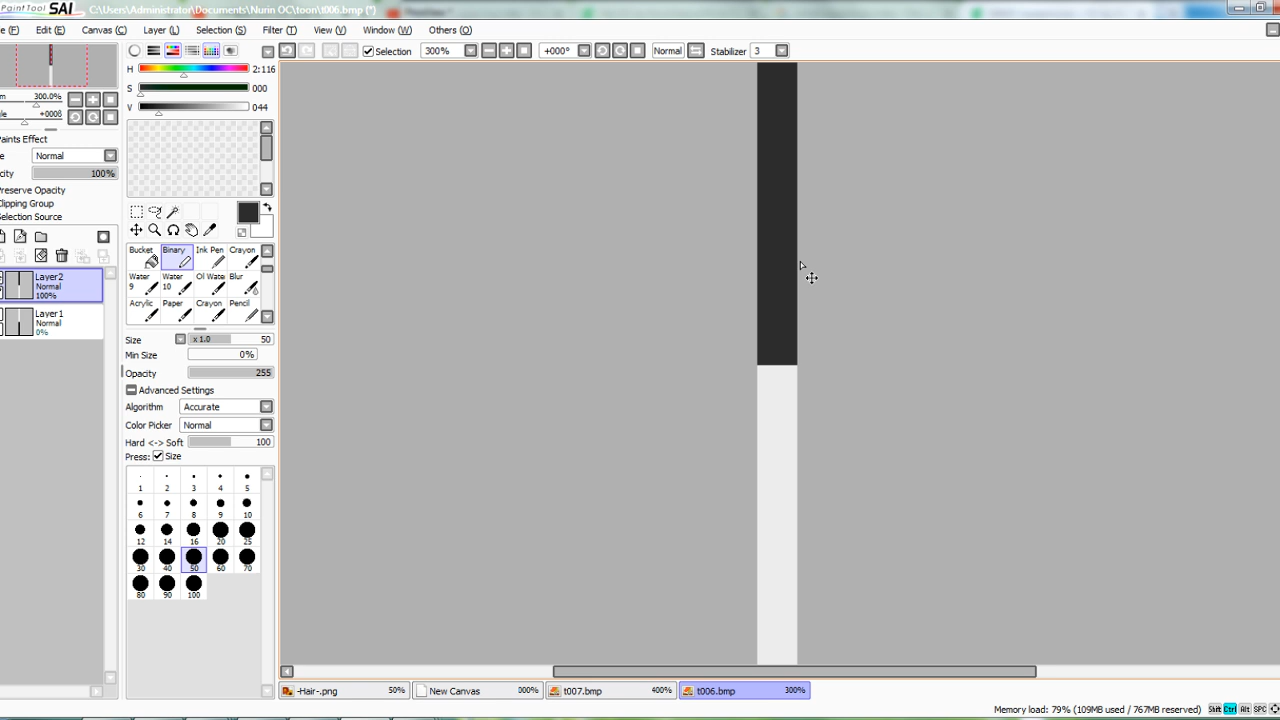 PaintTool SAI C:\Users\Administrator\Documents\Nurin OC\toon\t006.bmp (*)
(F) Edit (E) Canvas (C) Layer (L) Selection (S) Filter (T) View (V) Window (W) Others (O)
Selection 300% +000° Normal Stabilizer 3
H 2:116
S 000
V 044
300.0%
+000ß
Paints Effect
Normal
100%
Preserve Opacity
Clipping Group
Selection Source
Layer2
Normal
100%
Layer1
Normal
0%
Bucket Binary Ink Pen Crayon
Water 9 Water 10 Oil Wate Blur
Acrylic Paper Crayon Pencil
Size x 1.0 50
Min Size 0%
Opacity 255
Advanced Settings
Algorithm Accurate
Color Picker Normal
Hard <-> Soft 100
Press: Size
1 2 3 4 5
6 7 8 9 10
12 14 16 20 25
30 40 50 60 70
80 90 100
-Hair-.png 50% New Canvas 000% t007.bmp 400% t006.bmp 300%
Memory load: 79% (109MB used / 767MB reserved) Shft Ctrl Alt SPC